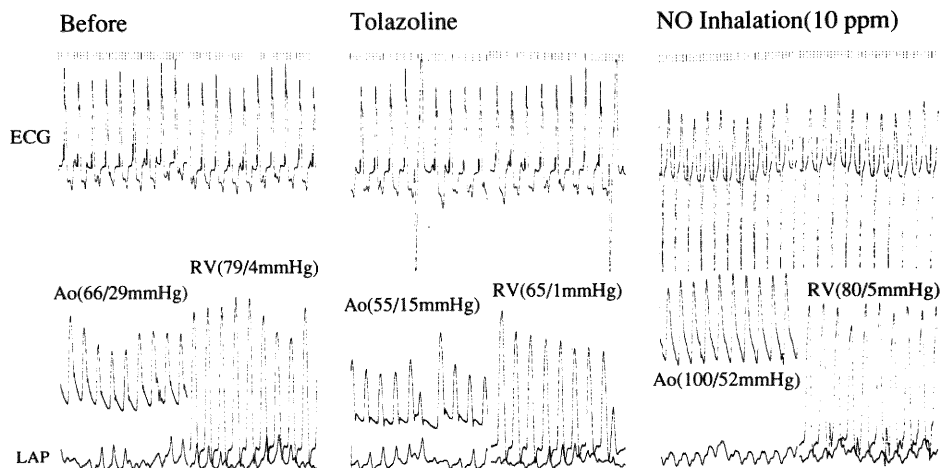 Before
Tolazoline
NO Inhalation(10 ppm)
ECG
RV(79/4mmHg)
Ao(66/29mmHg)
RV(65/1mmHg)
Ao(55/15mmHg)
RV(80/5mmHg)
Ao(100/52mmHg)
LAP